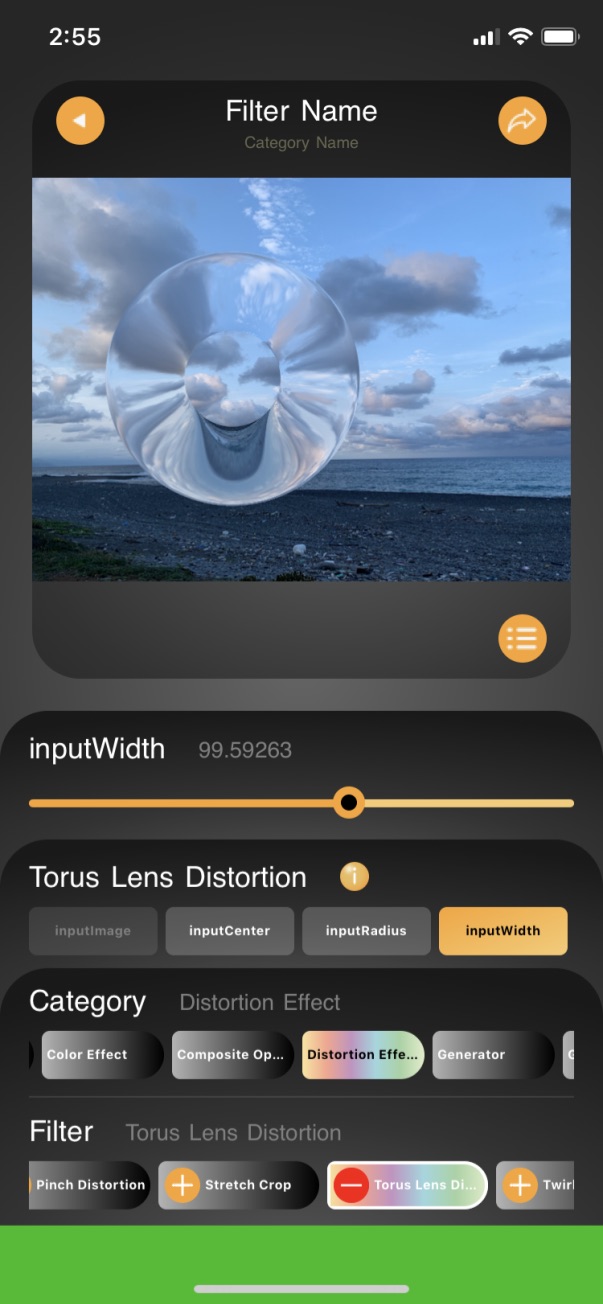 2:55
Filter Name
Category Name
inputWidth 99.59263
Torus Lens Distortion i
inputImage inputCenter inputRadius inputWidth
Category Distortion Effect
Color Effect Composite Op... Distortion Effe... Generator
Filter Torus Lens Distortion
Pinch Distortion Stretch Crop Torus Lens Di... Twirl